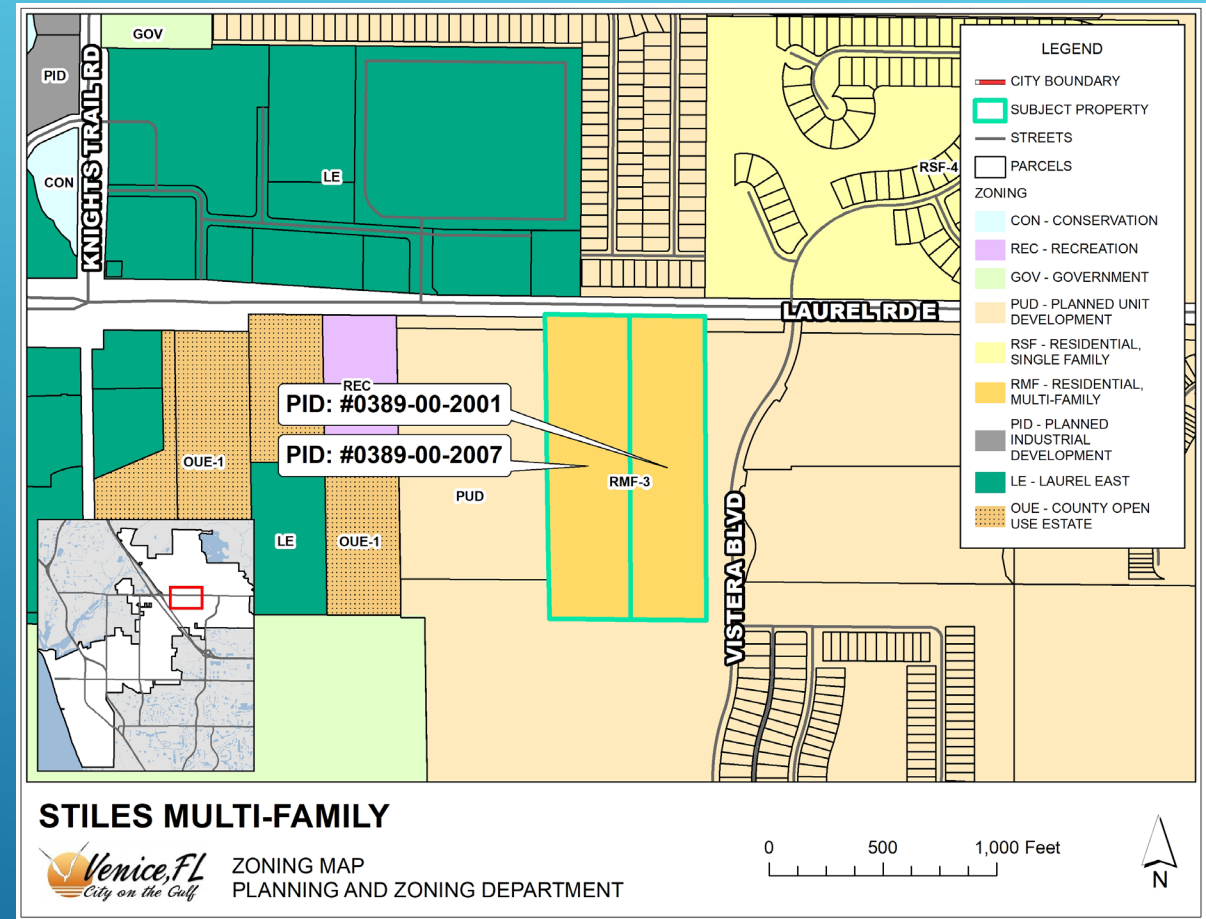 GOV
PID
KNIGHTS TRAIL RD
CON
LE
RSF-4
LAUREL RD E
REC
PID: #0389-00-2001
PID: #0389-00-2007
OUE-1
PUD
RMF-3
LE
OUE-1
VISTERA BLVD
LEGEND
CITY BOUNDARY
SUBJECT PROPERTY
STREETS
PARCELS
ZONING
CON - CONSERVATION
REC - RECREATION
GOV - GOVERNMENT
PUD - PLANNED UNIT
DEVELOPMENT
RSF - RESIDENTIAL,
SINGLE FAMILY
RMF - RESIDENTIAL,
MULTI-FAMILY
PID - PLANNED
INDUSTRIAL
DEVELOPMENT
LE - LAUREL EAST
OUE - COUNTY OPEN
USE ESTATE
STILES MULTI-FAMILY
Venice, FL
City on the Gulf
ZONING MAP
PLANNING AND ZONING DEPARTMENT
0 500 1,000 Feet
N